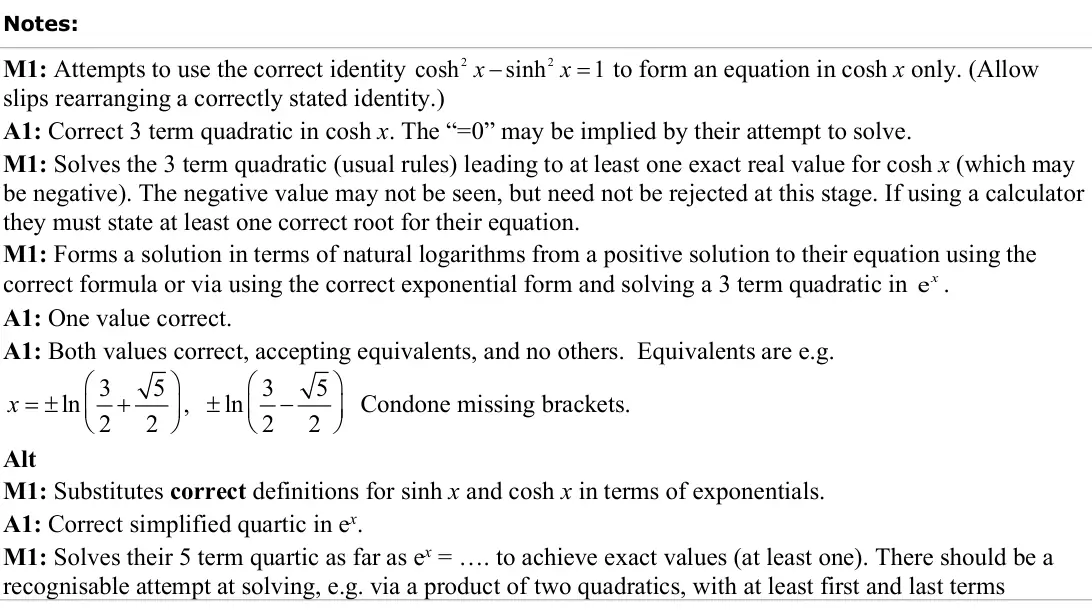 Notes:
M1: Attempts to use the correct identity cosh² x − sinh² x = 1 to form an equation in cosh x only. (Allow
slips rearranging a correctly stated identity.)
A1: Correct 3 term quadratic in cosh x. The “=0” may be implied by their attempt to solve.
M1: Solves the 3 term quadratic (usual rules) leading to at least one exact real value for cosh x (which may
be negative). The negative value may not be seen, but need not be rejected at this stage. If using a calculator
they must state at least one correct root for their equation.
M1: Forms a solution in terms of natural logarithms from a positive solution to their equation using the
correct formula or via using the correct exponential form and solving a 3 term quadratic in eˣ .
A1: One value correct.
A1: Both values correct, accepting equivalents, and no others. Equivalents are e.g.
x = ± ln(3/2 + √5/2), ± ln(3/2 − √5/2) Condone missing brackets.
Alt
M1: Substitutes correct definitions for sinh x and cosh x in terms of exponentials.
A1: Correct simplified quartic in eˣ.
M1: Solves their 5 term quartic as far as eˣ = …. to achieve exact values (at least one). There should be a
recognisable attempt at solving, e.g. via a product of two quadratics, with at least first and last terms